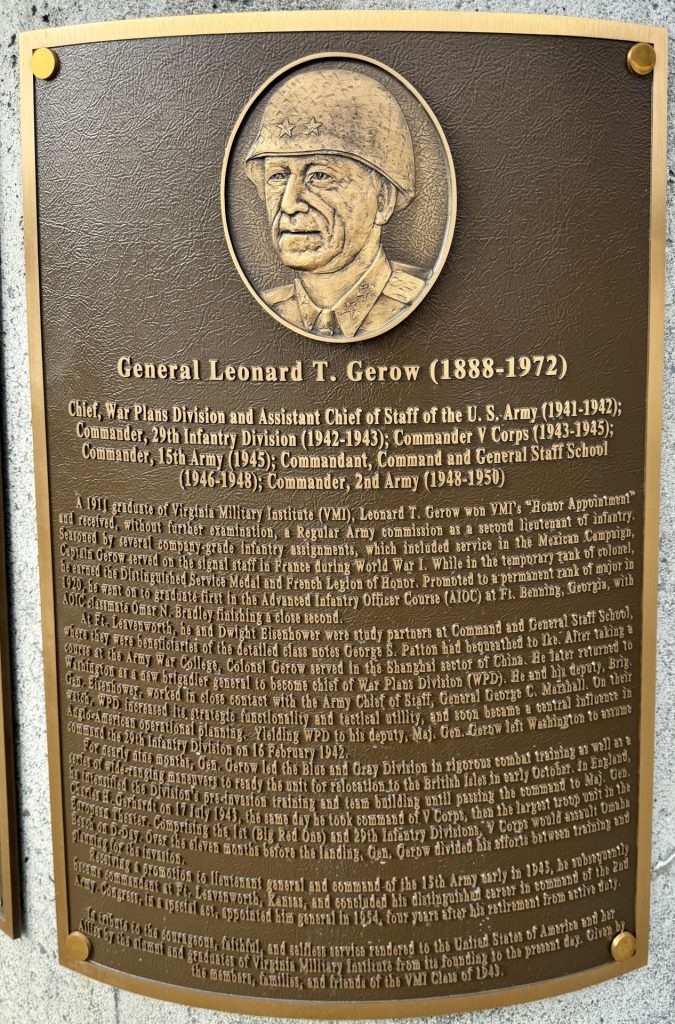 General Leonard T. Gerow (1888-1972)
Chief, War Plans Division and Assistant Chief of Staff of the U. S. Army (1941-1942);
Commander, 29th Infantry Division (1942-1943); Commander V Corps (1943-1945);
Commander, 15th Army (1945); Commandant, Command and General Staff School
(1946-1948); Commander, 2nd Army (1948-1950)
A 1911 graduate of Virginia Military Institute (VMI), Leonard T. Gerow won VMI's "Honor Appointment"
and received, without further examination, a Regular Army commission as a second lieutenant of infantry.
Seasoned by several company-grade infantry assignments, which included service in the Mexican Campaign,
Captain Gerow served on the signal staff in France during World War I. While in the temporary rank of colonel,
he earned the Distinguished Service Medal and French Legion of Honor. Promoted to a permanent rank of major in
1920, he went on to graduate first in the Advanced Infantry Officer Course (AIOC) at Ft. Benning, Georgia, with
AOIC classmate Omar N. Bradley finishing a close second.
At Ft. Leavenworth, he and Dwight Eisenhower were study partners at Command and General Staff School,
where they were beneficiaries of the detailed class notes George S. Patton had bequeathed to Ike. After taking a
course at the Army War College, Colonel Gerow served in the Shanghai sector of China. He later returned to
Washington as a new brigadier general to become chief of War Plans Division (WPD). He and his deputy, Brig.
Gen. Eisenhower, worked in close contact with the Army Chief of Staff, General George C. Marshall. On their
watch, WPD increased its strategic functionality and tactical utility, and soon became a central influence in
Anglo-American operational planning. Yielding WPD to his deputy, Maj. Gen. Gerow left Washington to assume
command the 29th Infantry Division on 16 February 1942.
For nearly nine months, Gen. Gerow led the Blue and Gray Division in rigorous combat training as well as a
series of wide-ranging maneuvers to ready the unit for relocation to the British Isles in early October. In England,
he intensified the Division's pre-invasion training and team building until passing the command to Maj. Gen.
Charles H. Gerhardt on 17 July 1943, the same day he took command of V Corps, then the largest troop unit in the
European Theater. Comprising the 1st (Big Red One) and 29th Infantry Divisions, V Corps would assault Omaha
Beach on D-Day. Over the eleven months before the landing, Gen. Gerow divided his efforts between training and
planning for the invasion.
Receiving a promotion to lieutenant general and command of the 15th Army early in 1945, he subsequently
became commandant at Ft. Leavenworth, Kansas, and concluded his distinguished career in command of the 2nd
Army. Congress, in a special act, appointed him general in 1954, four years after his retirement from active duty.
In tribute to the courageous, faithful, and selfless service rendered to the United States of America and her
Allies by the alumni and graduates of Virginia Military Institute from its founding to the present day. Given by
the members, families, and friends of the VMI Class of 1943.